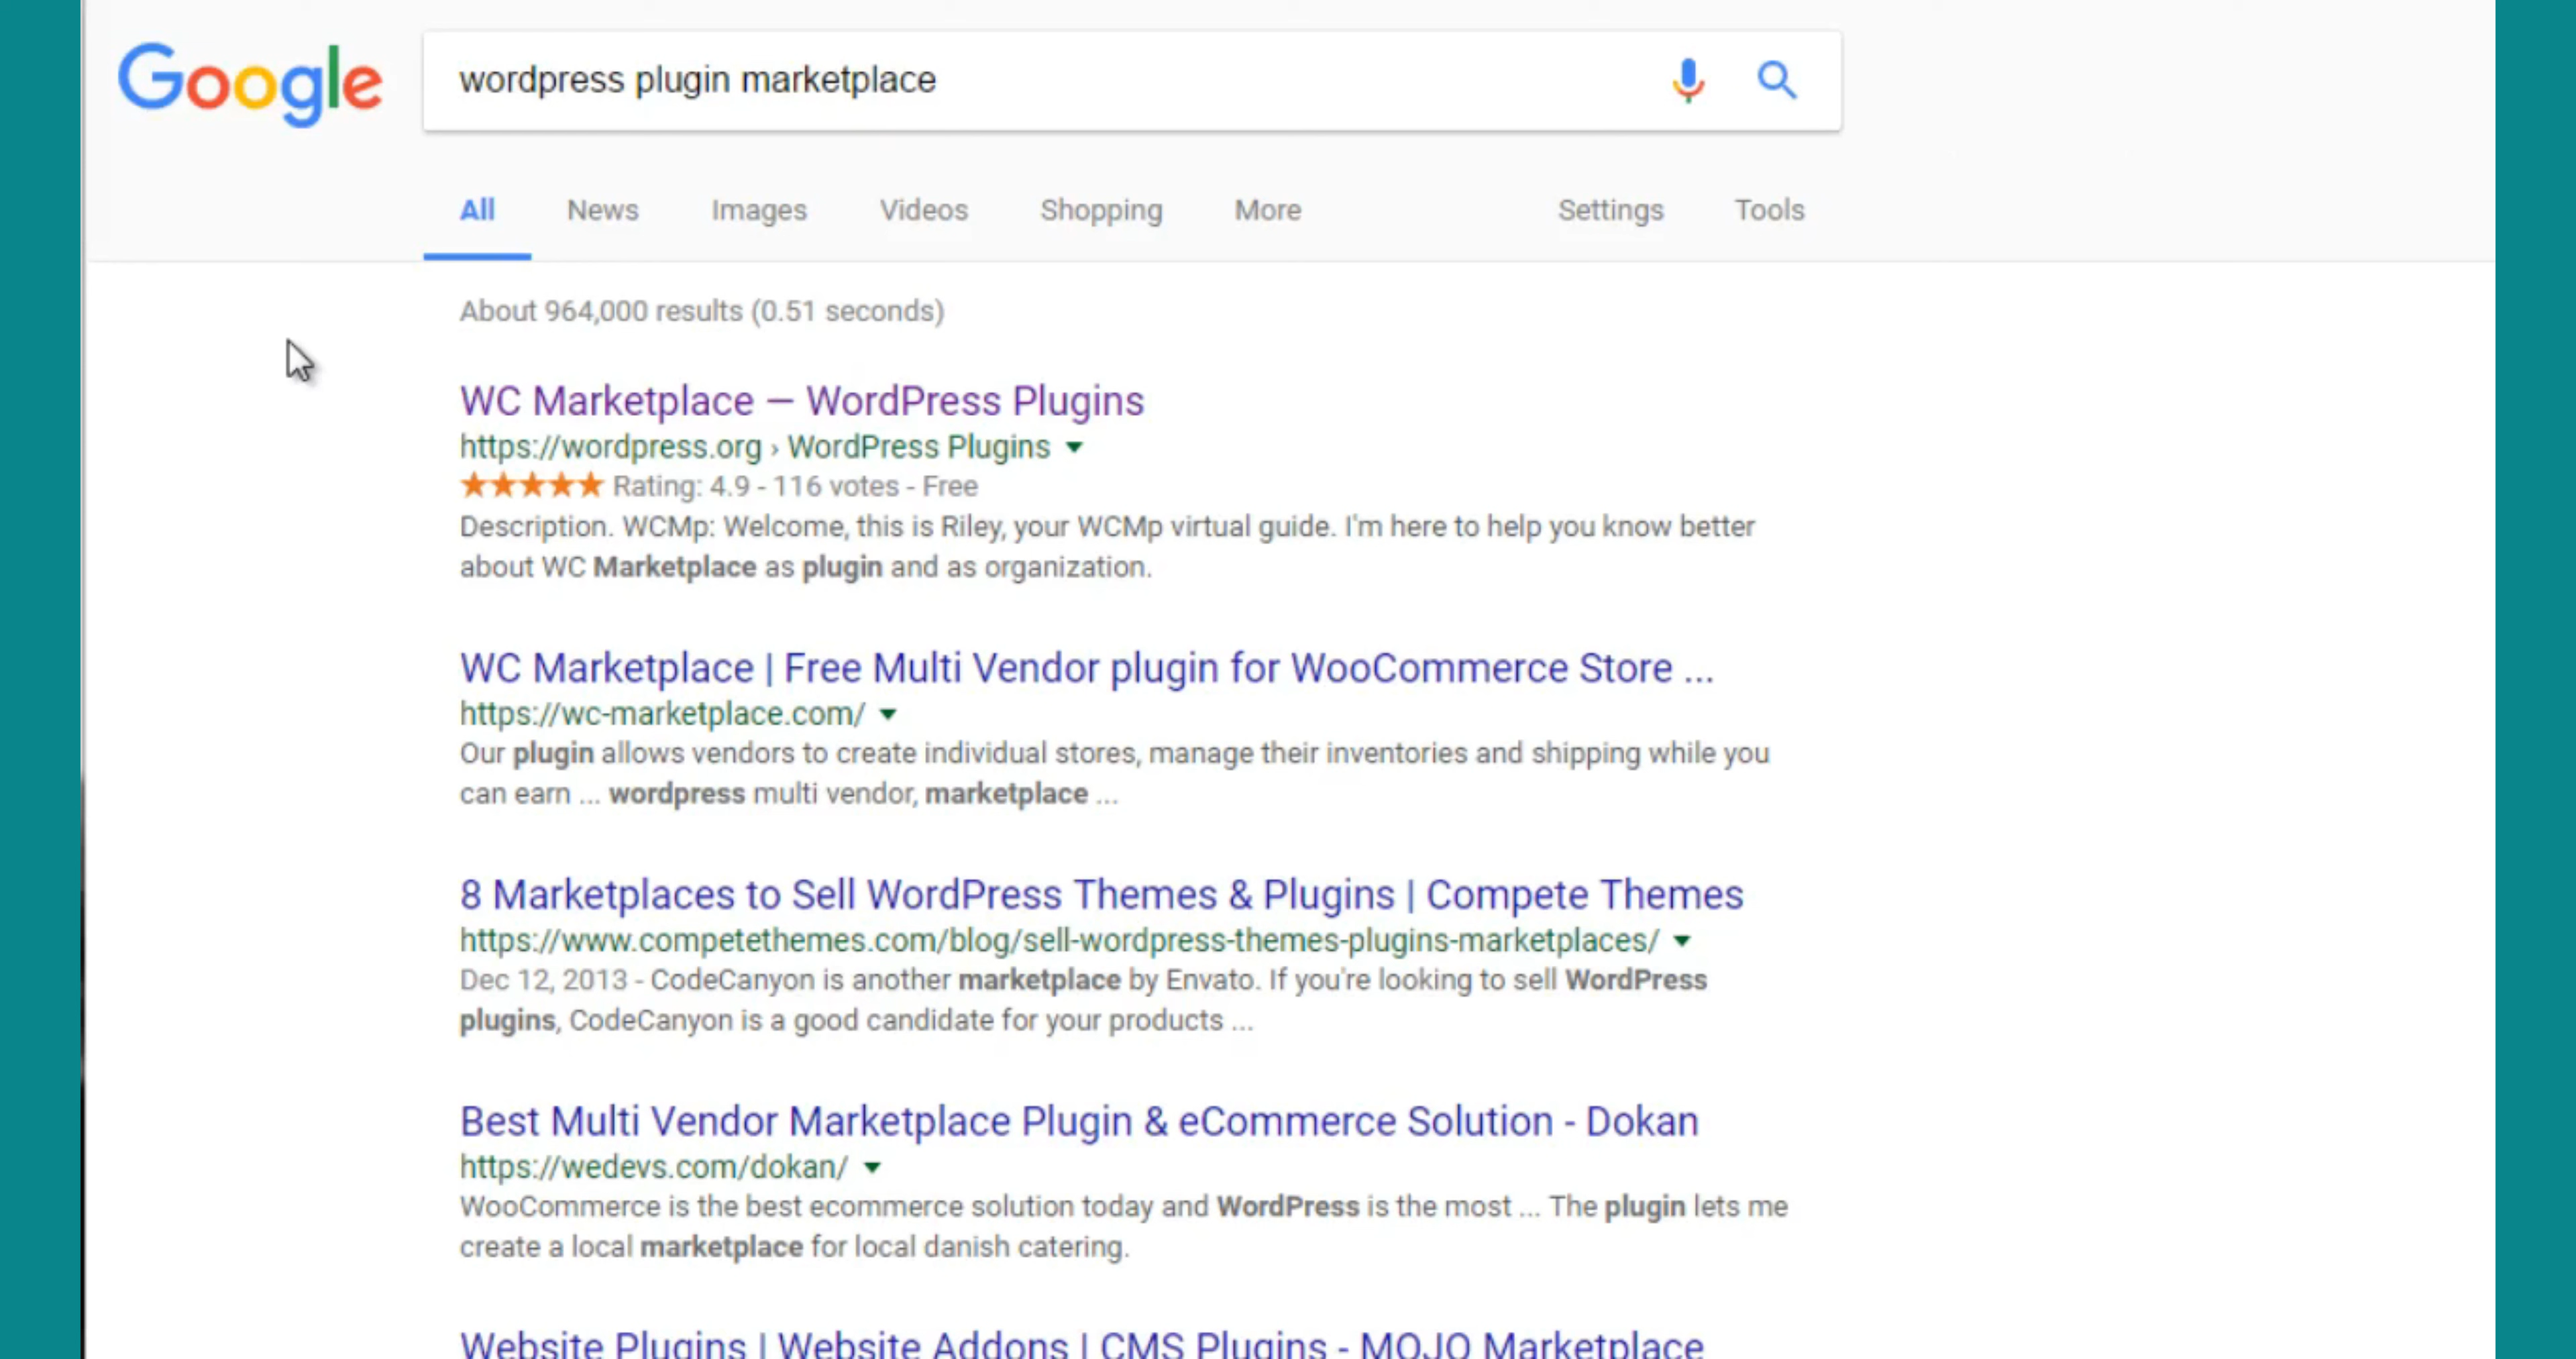 Google
wordpress plugin marketplace
All News Images Videos Shopping More Settings Tools
About 964,000 results (0.51 seconds)
WC Marketplace — WordPress Plugins
https://wordpress.org › WordPress Plugins
Rating: 4.9 - 116 votes - Free
Description. WCMp: Welcome, this is Riley, your WCMp virtual guide. I'm here to help you know better
about WC Marketplace as plugin and as organization.
WC Marketplace | Free Multi Vendor plugin for WooCommerce Store ...
https://wc-marketplace.com/
Our plugin allows vendors to create individual stores, manage their inventories and shipping while you
can earn ... wordpress multi vendor, marketplace ...
8 Marketplaces to Sell WordPress Themes & Plugins | Compete Themes
https://www.competethemes.com/blog/sell-wordpress-themes-plugins-marketplaces/
Dec 12, 2013 - CodeCanyon is another marketplace by Envato. If you're looking to sell WordPress
plugins, CodeCanyon is a good candidate for your products ...
Best Multi Vendor Marketplace Plugin & eCommerce Solution - Dokan
https://wedevs.com/dokan/
WooCommerce is the best ecommerce solution today and WordPress is the most ... The plugin lets me
create a local marketplace for local danish catering.
Website Plugins | Website Addons | CMS Plugins - MOJO Marketplace